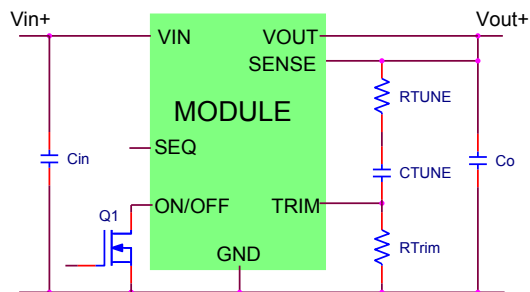 Vin+
Vout+
VIN
VOUT
SENSE
MODULE
RTUNE
Cin
SEQ
CTUNE
Co
Q1
ON/OFF
TRIM
RTrim
GND